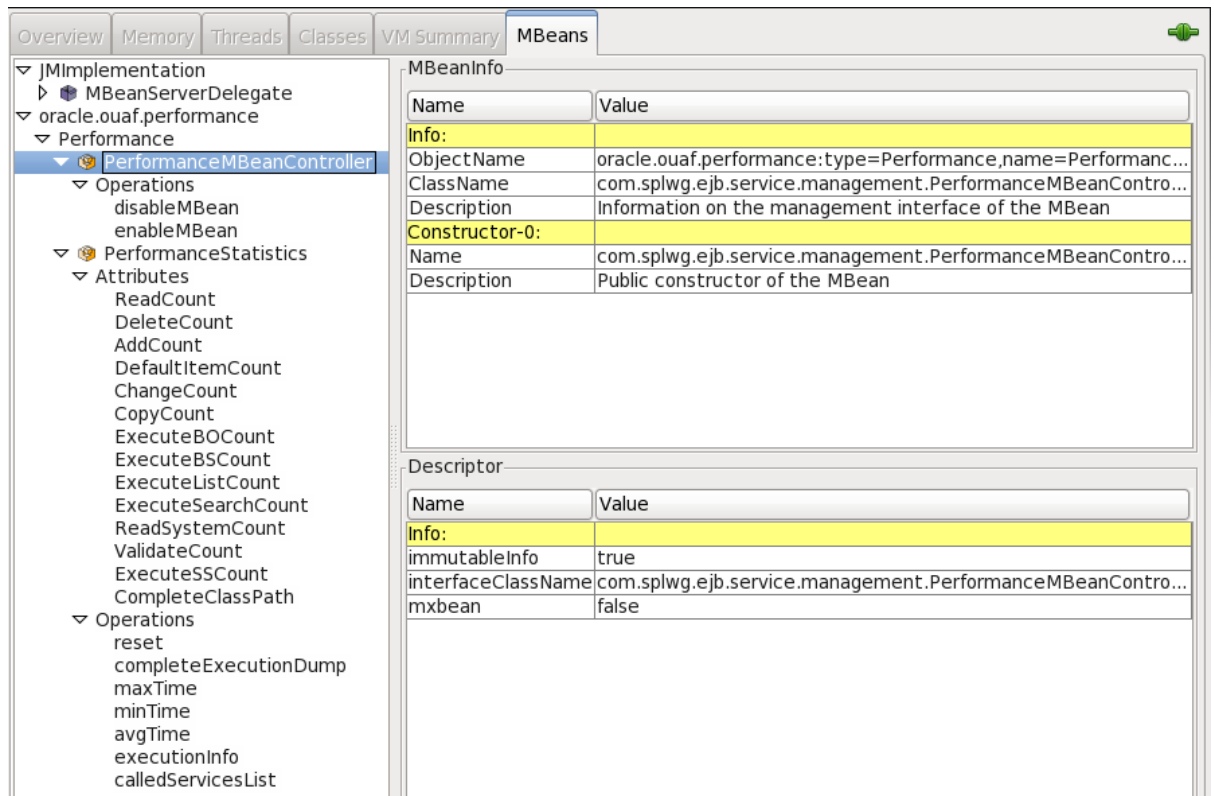 Overview Memory Threads Classes VM Summary MBeans
JMImplementation
MBeanServerDelegate
oracle.ouaf.performance
Performance
PerformanceMBeanController
Operations
disableMBean
enableMBean
PerformanceStatistics
Attributes
ReadCount
DeleteCount
AddCount
DefaultItemCount
ChangeCount
CopyCount
ExecuteBOCount
ExecuteBSCount
ExecuteListCount
ExecuteSearchCount
ReadSystemCount
ValidateCount
ExecuteSSCount
CompleteClassPath
Operations
reset
completeExecutionDump
maxTime
minTime
avgTime
executionInfo
calledServicesList
MBeanInfo
Name Value
Info:
ObjectName oracle.ouaf.performance:type=Performance,name=Performanc...
ClassName com.splwg.ejb.service.management.PerformanceMBeanContro...
Description Information on the management interface of the MBean
Constructor-0:
Name com.splwg.ejb.service.management.PerformanceMBeanContro...
Description Public constructor of the MBean
Descriptor
Name Value
Info:
immutableInfo true
interfaceClassName com.splwg.ejb.service.management.PerformanceMBeanContro...
mxbean false